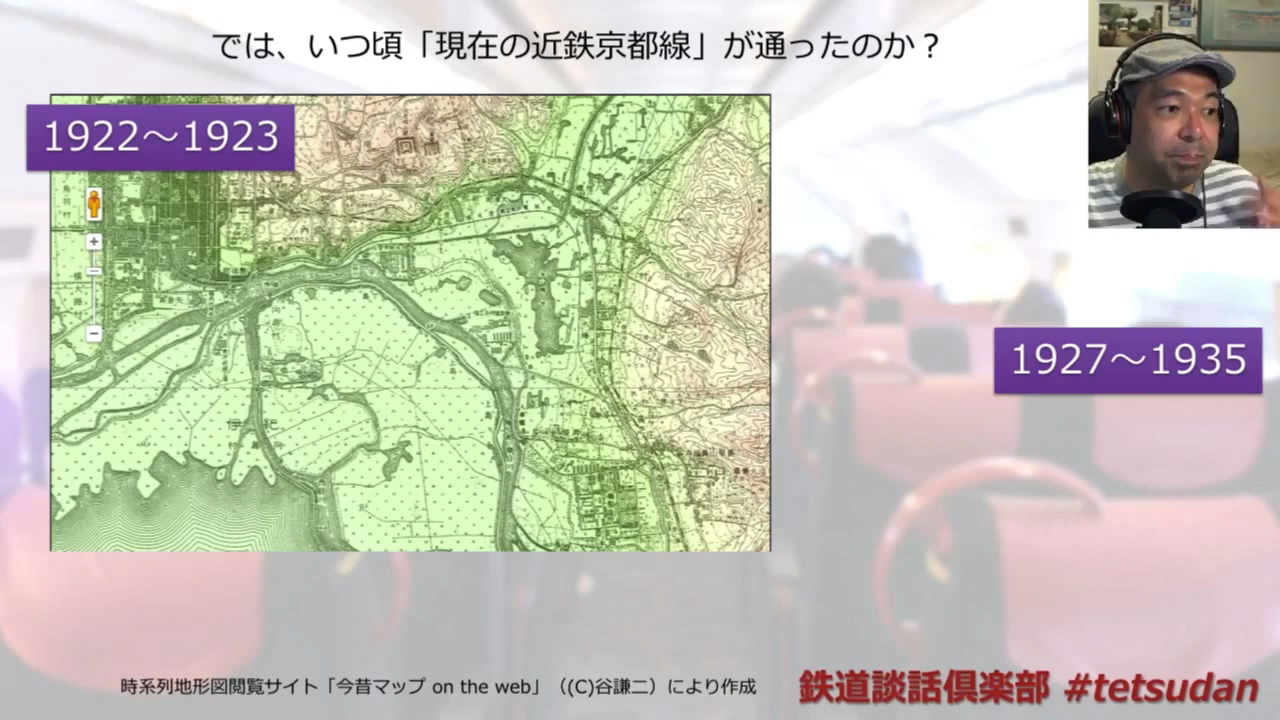 では、いつ頃「現在の近鉄京都線」が通ったのか？
1922～1923
1927～1935
時系列地形図閲覧サイト「今昔マップ on the web」（(C)谷謙二）により作成
鉄道談話倶楽部 #tetsudan